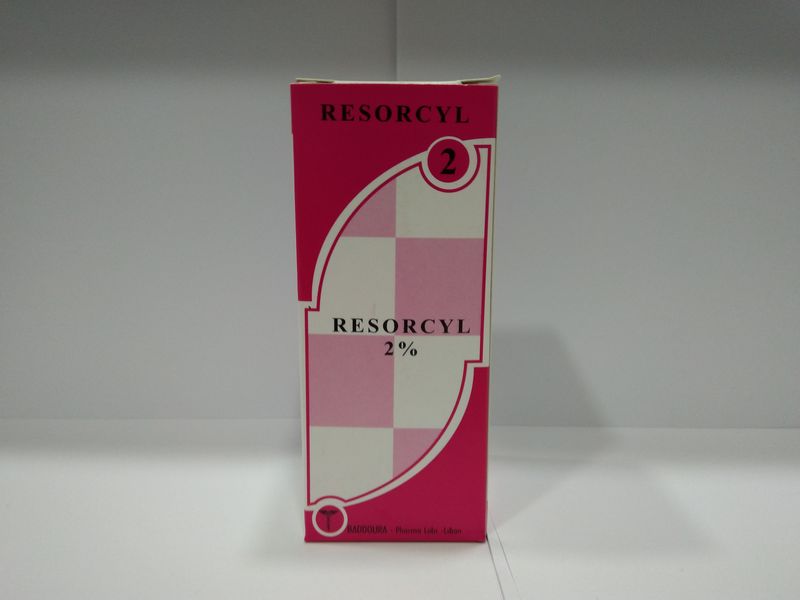 RESORCYL
2
RESORCYL
2%
BADDOURA - Pharma Labs -Liban